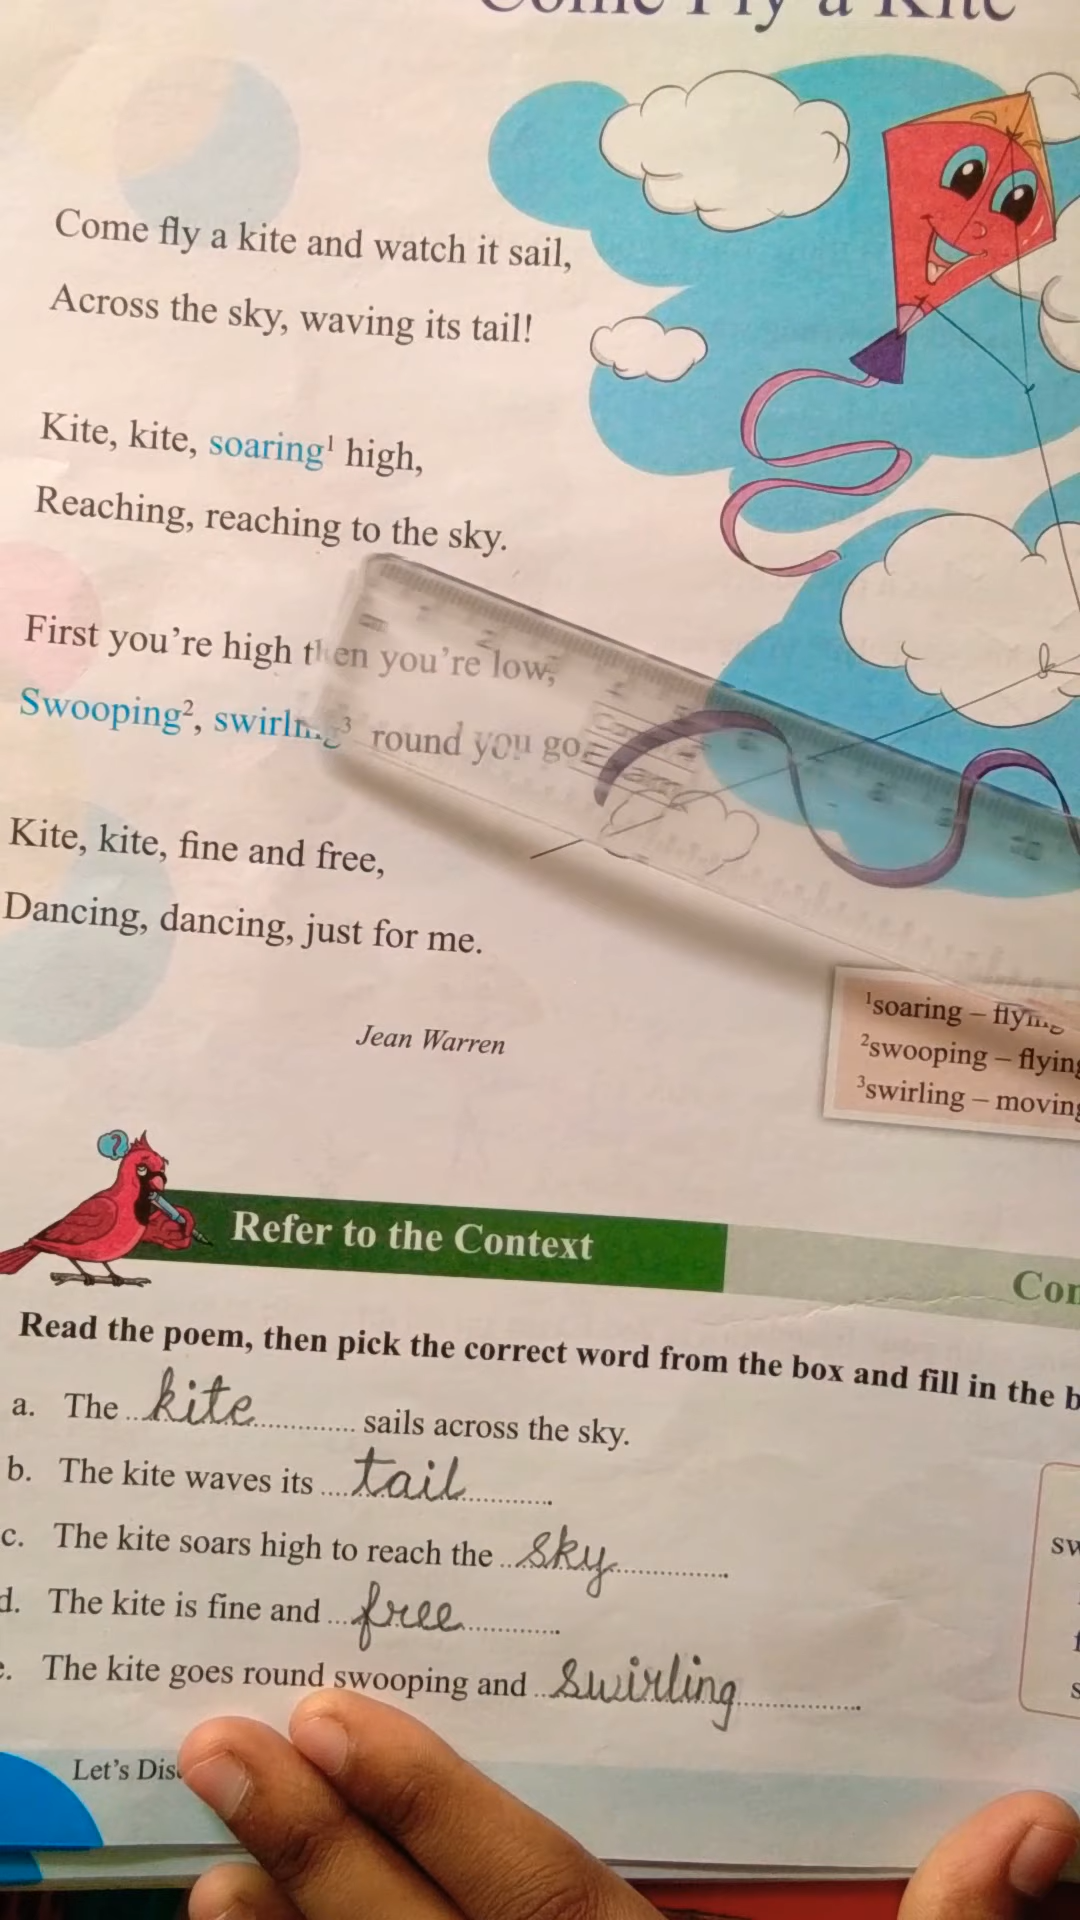 Come Fly a Kite
Come fly a kite and watch it sail,
Across the sky, waving its tail!
Kite, kite, soaring¹ high,
Reaching, reaching to the sky.
First you're high then you're low,
Swooping², swirling³ round you go.
Kite, kite, fine and free,
Dancing, dancing, just for me.
Jean Warren
¹soaring – flying
²swooping – flying
³swirling – moving
Refer to the Context
Read the poem, then pick the correct word from the box and fill in the
a. The kite sails across the sky.
b. The kite waves its tail.
c. The kite soars high to reach the sky.
d. The kite is fine and free.
e. The kite goes round swooping and swirling.
Let's